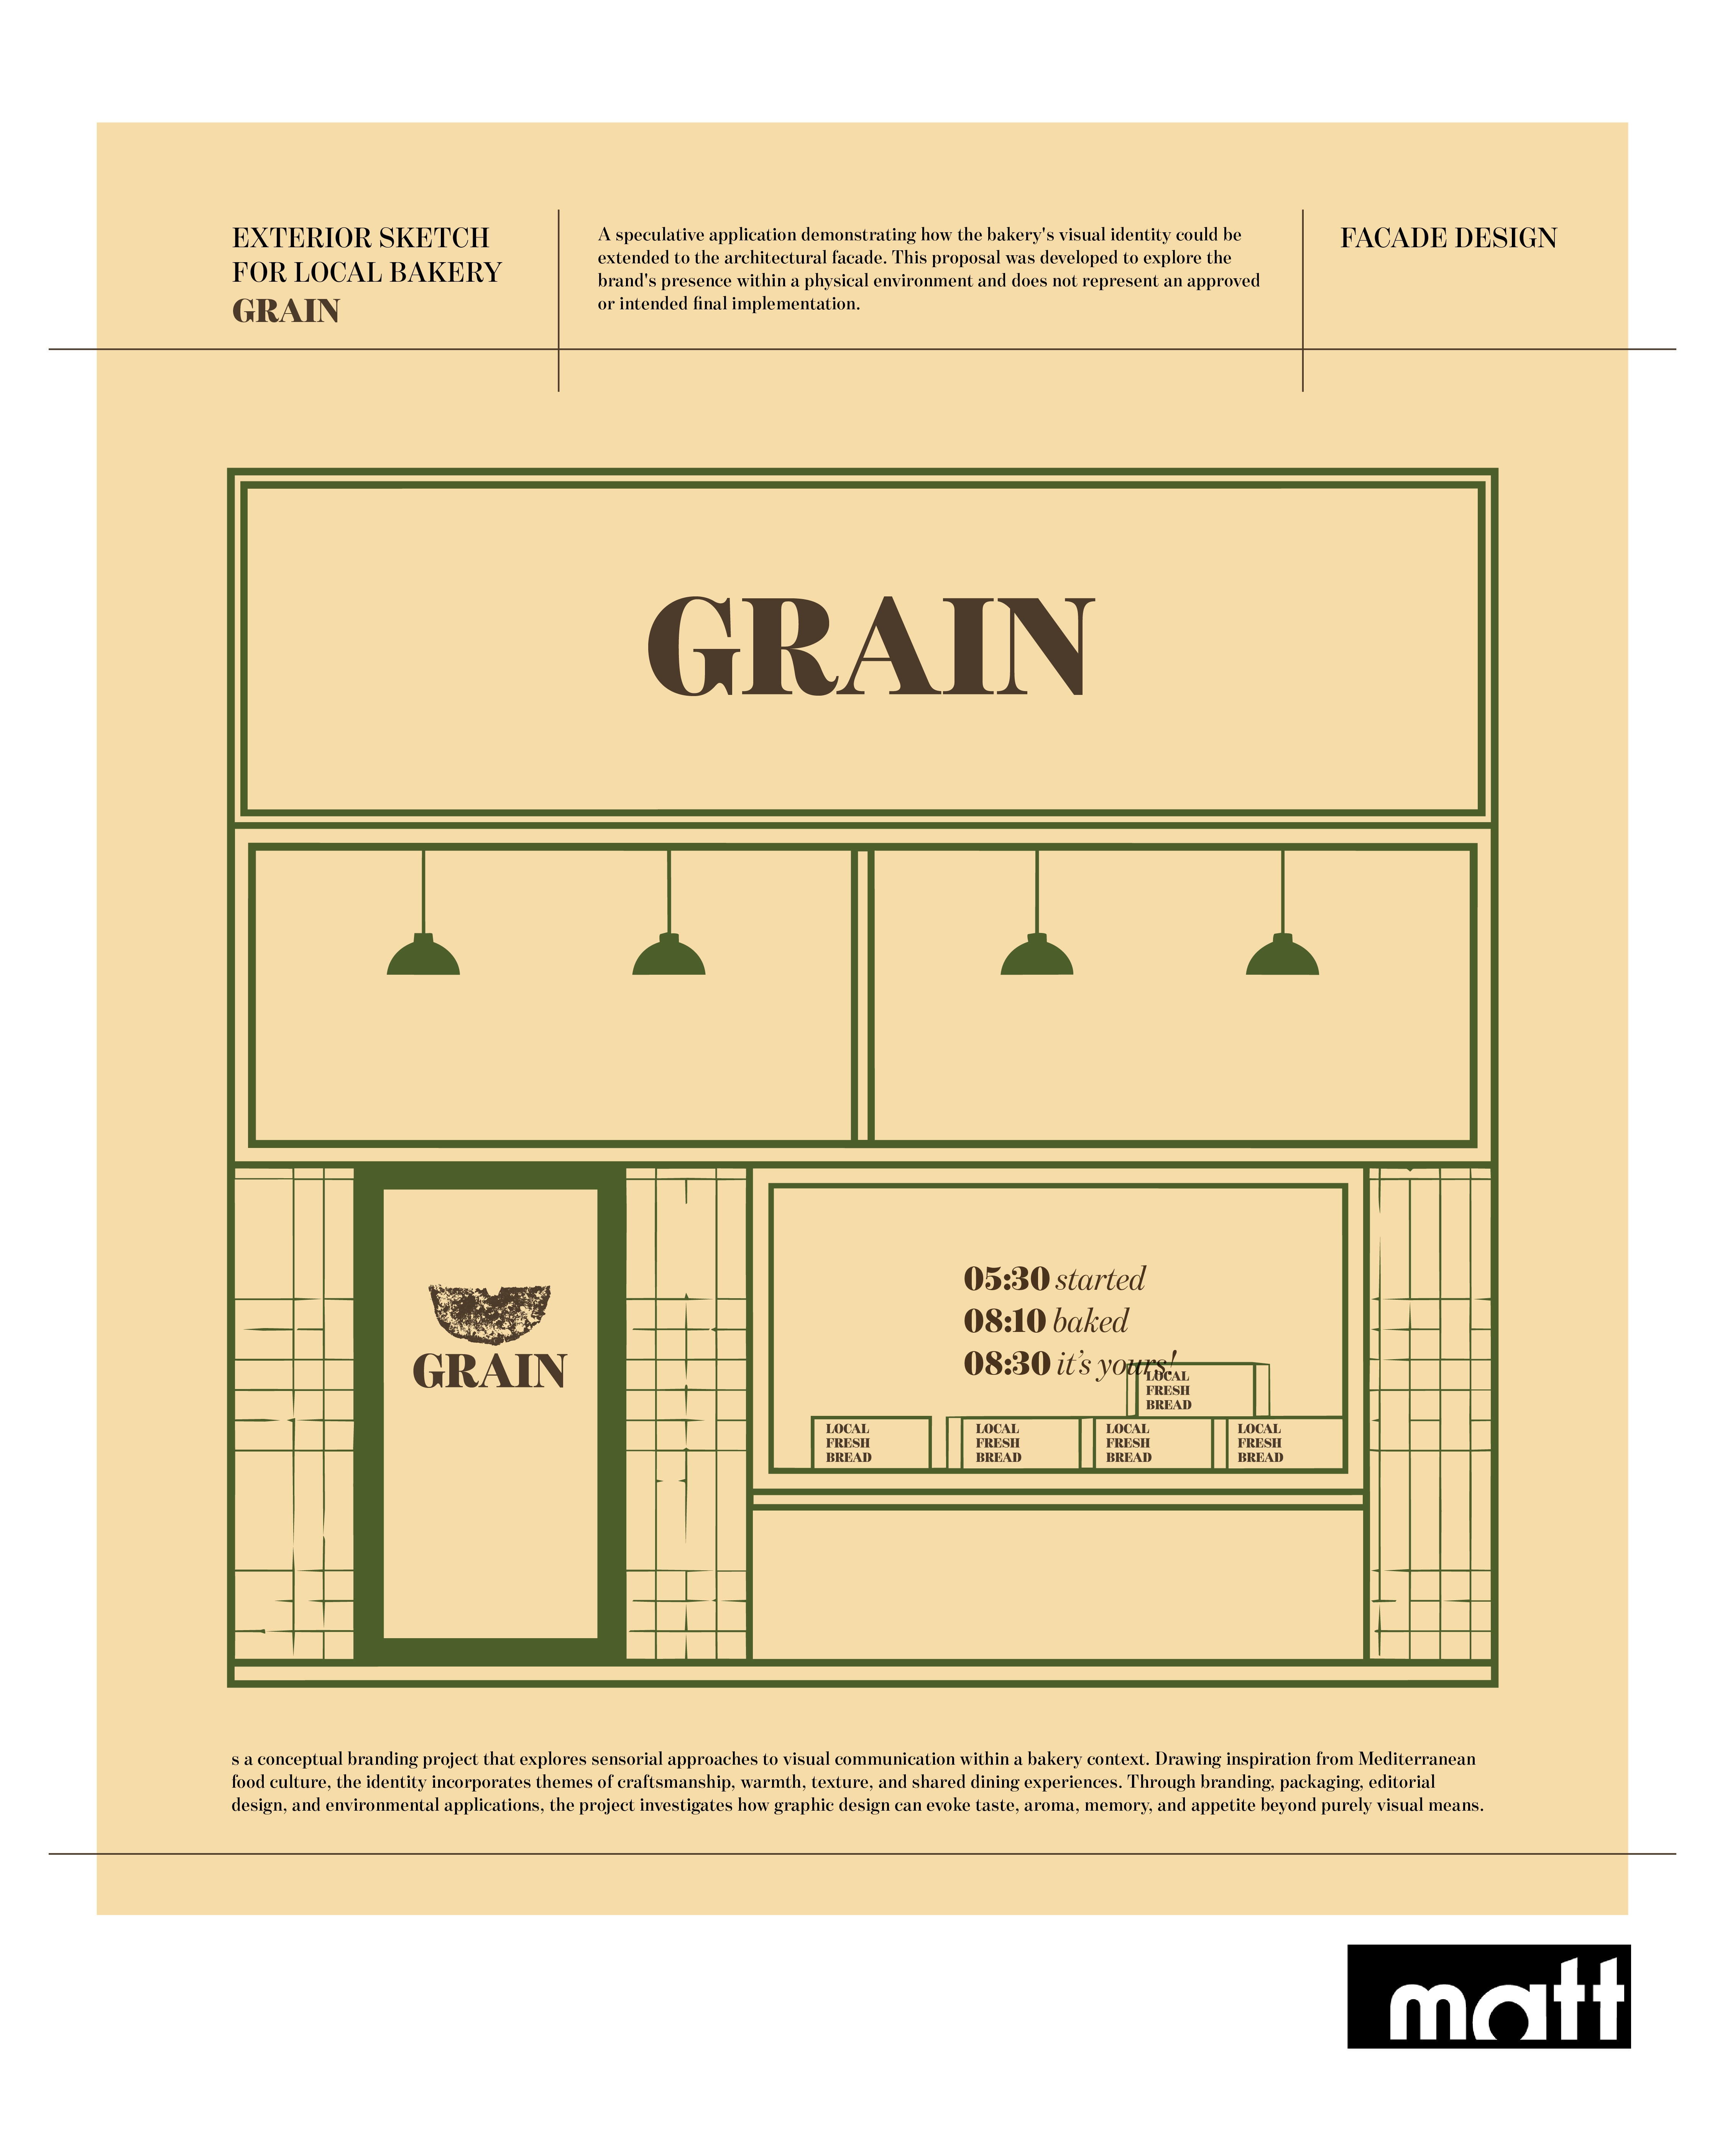 EXTERIOR SKETCH
FOR LOCAL BAKERY
GRAIN
A speculative application demonstrating how the bakery's visual identity could be
extended to the architectural facade. This proposal was developed to explore the
brand's presence within a physical environment and does not represent an approved
or intended final implementation.
FACADE DESIGN
GRAIN
GRAIN
05:30 started
08:10 baked
08:30 it's yours!
LOCAL
FRESH
BREAD
LOCAL
FRESH
BREAD
LOCAL
FRESH
BREAD
LOCAL
FRESH
BREAD
LOCAL
FRESH
BREAD
s a conceptual branding project that explores sensorial approaches to visual communication within a bakery context. Drawing inspiration from Mediterranean
food culture, the identity incorporates themes of craftsmanship, warmth, texture, and shared dining experiences. Through branding, packaging, editorial
design, and environmental applications, the project investigates how graphic design can evoke taste, aroma, memory, and appetite beyond purely visual means.
matt